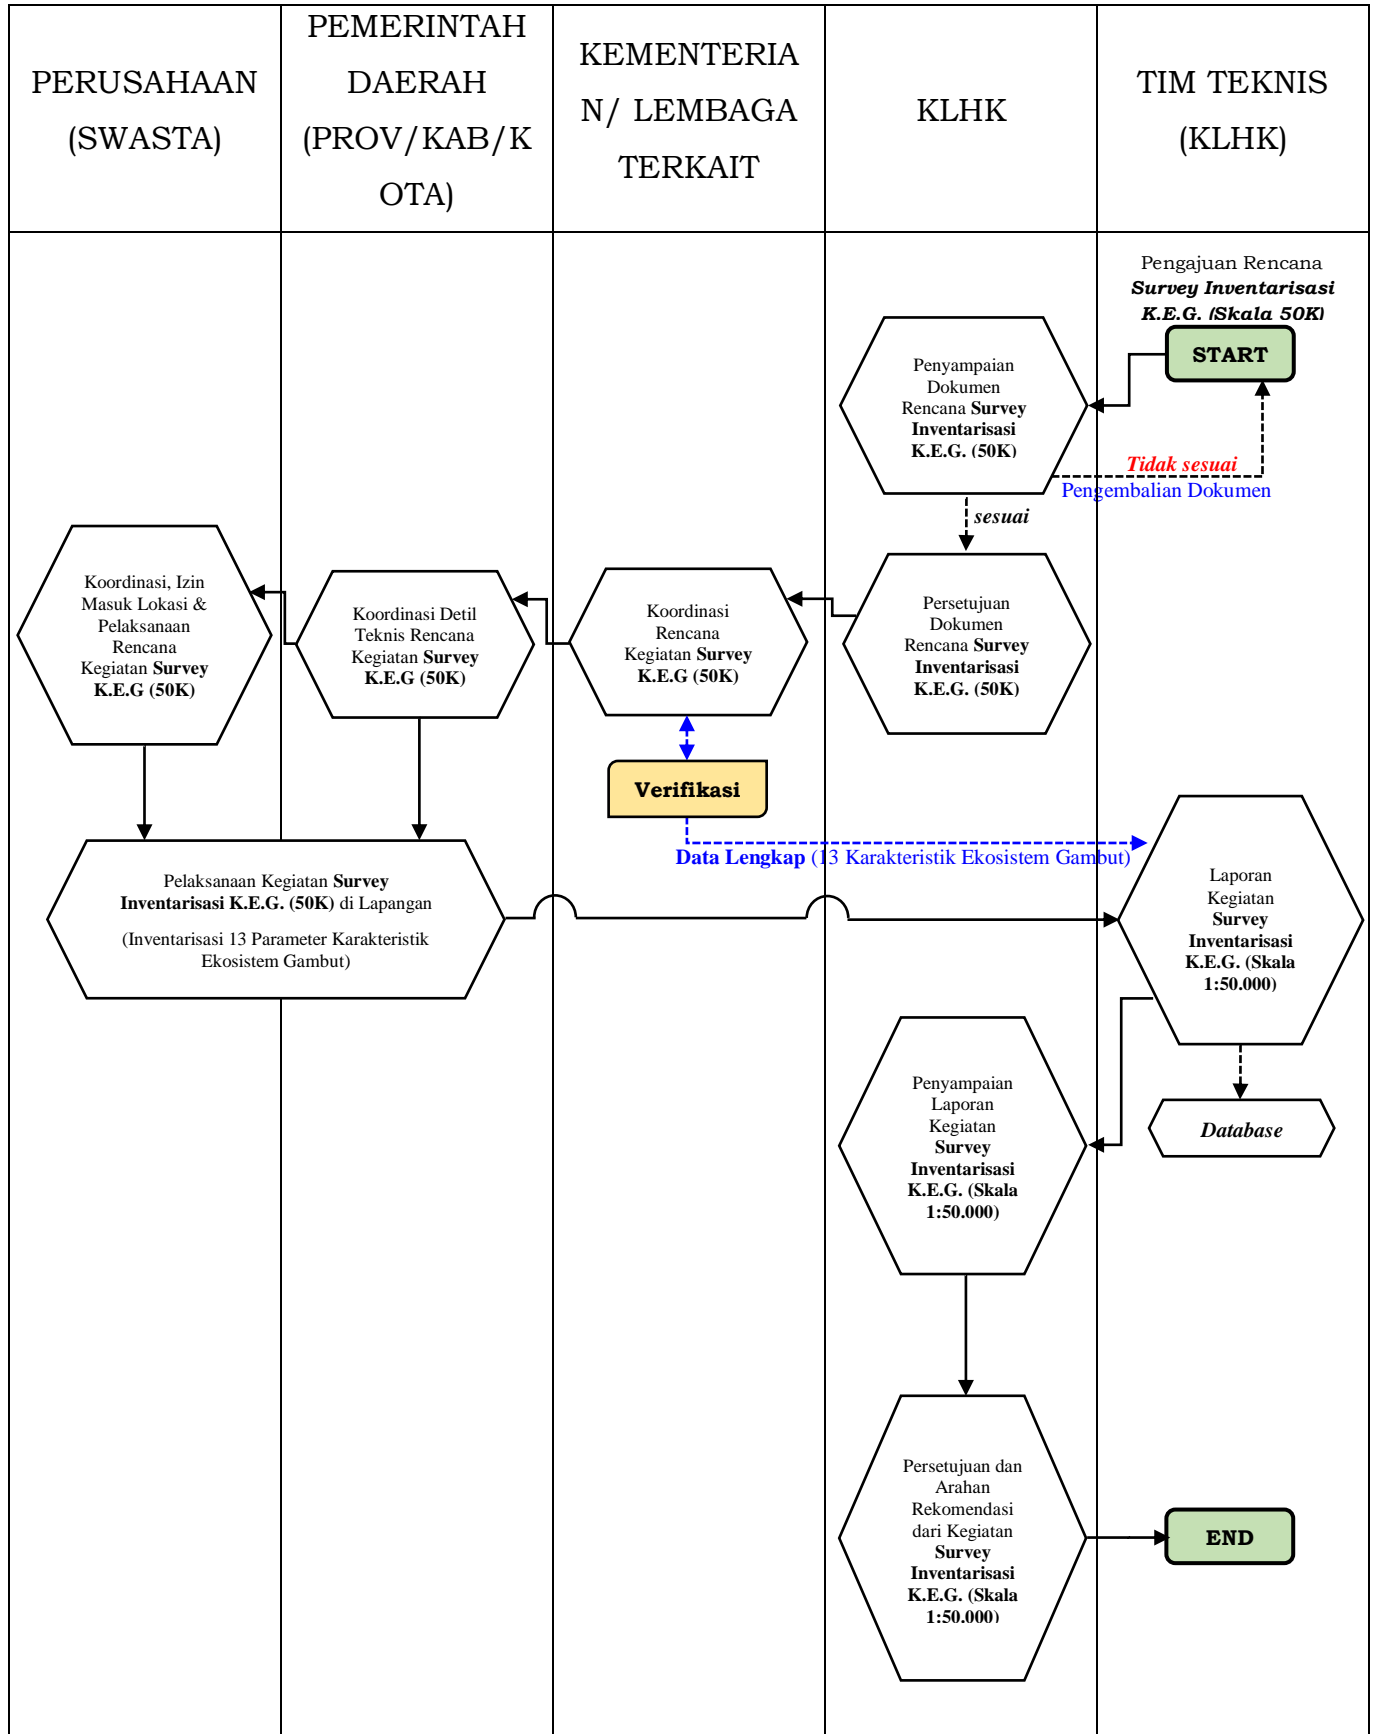 PERUSAHAAN
(SWASTA)
PEMERINTAH
DAERAH
(PROV/KAB/K
OTA)
KEMENTERIA
N/ LEMBAGA
TERKAIT
KLHK
TIM TEKNIS
(KLHK)
Pengajuan Rencana
Survey Inventarisasi
K.E.G. (Skala 50K)
START
Penyampaian
Dokumen
Rencana Survey
Inventarisasi
K.E.G. (50K)
Tidak sesuai
Pengembalian Dokumen
sesuai
Koordinasi, Izin
Masuk Lokasi &
Pelaksanaan
Rencana
Kegiatan Survey
K.E.G (50K)
Koordinasi Detil
Teknis Rencana
Kegiatan Survey
K.E.G (50K)
Koordinasi
Rencana
Kegiatan Survey
K.E.G (50K)
Persetujuan
Dokumen
Rencana Survey
Inventarisasi
K.E.G. (50K)
Verifikasi
Data Lengkap (13 Karakteristik Ekosistem Gambut)
Pelaksanaan Kegiatan Survey
Inventarisasi K.E.G. (50K) di Lapangan
(Inventarisasi 13 Parameter Karakteristik
Ekosistem Gambut)
Laporan
Kegiatan
Survey
Inventarisasi
K.E.G. (Skala
1:50.000)
Database
Penyampaian
Laporan
Kegiatan
Survey
Inventarisasi
K.E.G. (Skala
1:50.000)
Persetujuan dan
Arahan
Rekomendasi
dari Kegiatan
Survey
Inventarisasi
K.E.G. (Skala
1:50.000)
END